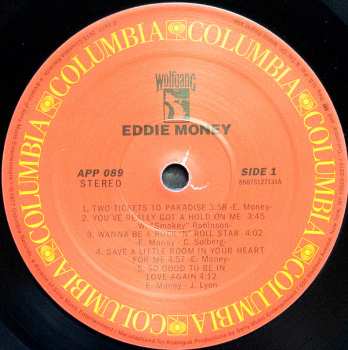 COLUMBIA COLUMBIA
COLUMBIA COLUMBIA
COLUMBIA COLUMBIA
Wolfgang
EDDIE MONEY
APP 089 SIDE 1
STEREO
1. TWO TICKETS TO PARADISE 3:58 -E. Money-
2. YOU'VE REALLY GOT A HOLD ON ME 3:45
-W. "Smokey" Robinson-
3. WANNA BE A ROCK 'N' ROLL STAR 4:02
-E. Money - C. Solberg-
4. SAVE A LITTLE ROOM IN YOUR HEART
FOR ME 4:57 -E. Money-
5. SO GOOD TO BE IN
LOVE AGAIN 4:12
E. Money - J. Lyon